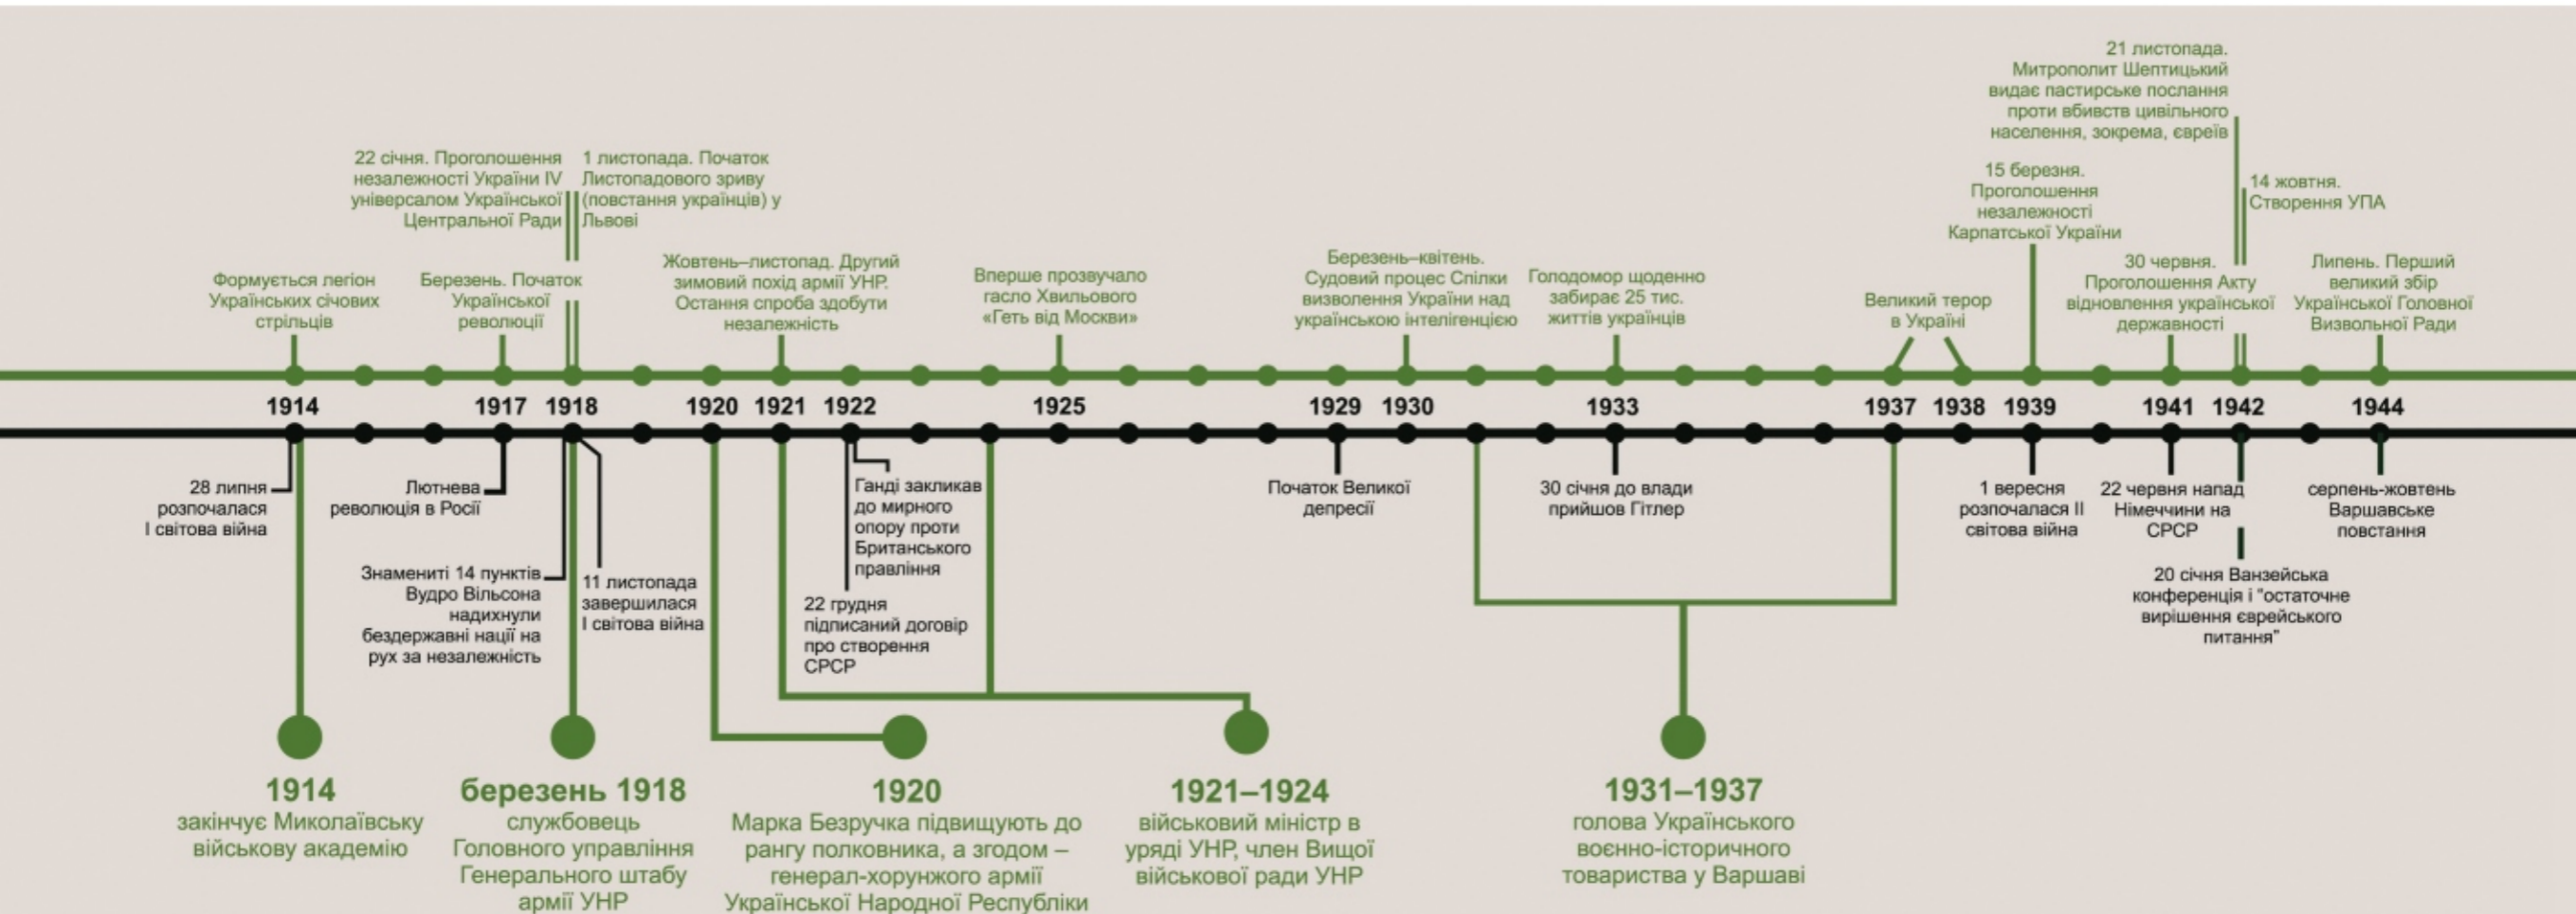 21 листопада.
Митрополит Шептицький
видає пастирське послання
проти вбивств цивільного
населення, зокрема, євреїв
22 січня. Проголошення
незалежності України IV
універсалом Української
Центральної Ради
1 листопада. Початок
Листопадового зриву
(повстання українців) у
Львові
15 березня.
Проголошення
незалежності
Карпатської України
14 жовтня.
Створення УПА
Формується легіон
Українських січових
стрільців
Березень. Початок
Української
революції
Жовтень–листопад. Другий
зимовий похід армії УНР.
Остання спроба здобути
незалежність
Вперше прозвучало
гасло Хвильового
«Геть від Москви»
Березень–квітень.
Судовий процес Спілки
визволення України над
українською інтелігенцією
Голодомор щоденно
забирає 25 тис.
життів українців
Великий терор
в Україні
30 червня.
Проголошення Акту
відновлення української
державності
Липень. Перший
великий збір
Української Головної
Визвольної Ради
1914 1917 1918 1920 1921 1922 1925 1929 1930 1933 1937 1938 1939 1941 1942 1944
28 липня
розпочалася
І світова війна
Лютнева
революція в Росії
Знамениті 14 пунктів
Вудро Вільсона
надихнули
бездержавні нації на
рух за незалежність
11 листопада
завершилася
І світова війна
Ганді закликав
до мирного
опору проти
Британського
правління
22 грудня
підписаний договір
про створення
СРСР
Початок Великої
депресії
30 січня до влади
прийшов Гітлер
1 вересня
розпочалася ІІ
світова війна
22 червня напад
Німеччини на
СРСР
20 січня Ванзейська
конференція і "остаточне
вирішення єврейського
питання"
серпень-жовтень
Варшавське
повстання
1914
закінчує Миколаївську
військову академію
березень 1918
службовець
Головного управління
Генерального штабу
армії УНР
1920
Марка Безручка підвищують до
рангу полковника, а згодом –
генерал-хорунжого армії
Української Народної Республіки
1921–1924
військовий міністр в
уряді УНР, член Вищої
військової ради УНР
1931–1937
голова Українського
воєнно-історичного
товариства у Варшаві